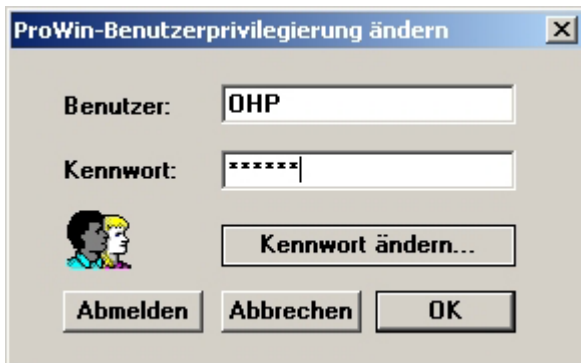 ProWin-Benutzerprivilegierung ändern
Benutzer: OHP
Kennwort: ******
Kennwort ändern...
Abmelden Abbrechen OK